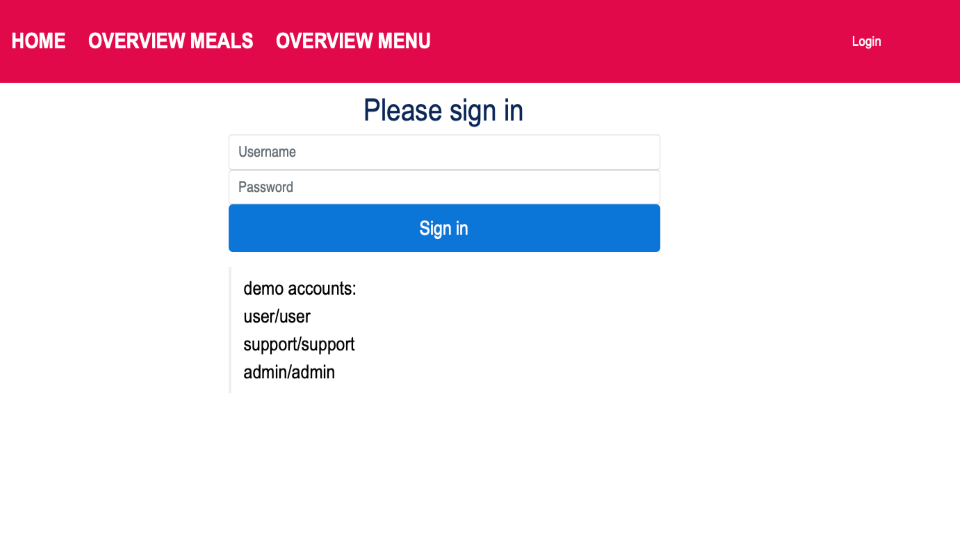 HOME OVERVIEW MEALS OVERVIEW MENU Login
Please sign in
Username
Password
Sign in
demo accounts:
user/user
support/support
admin/admin